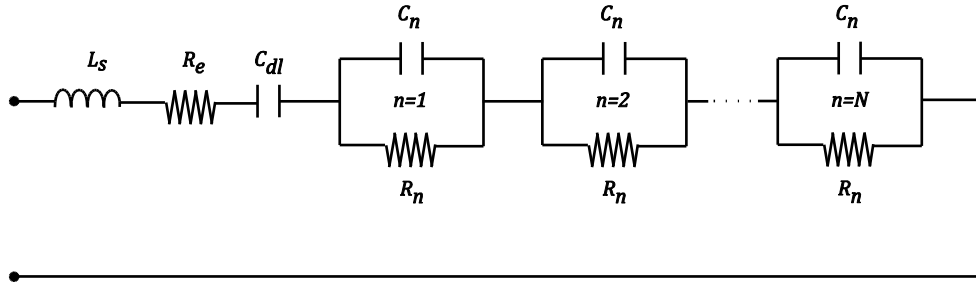 L_s
R_e
C_dl
C_n
n=1
R_n
C_n
n=2
R_n
C_n
n=N
R_n